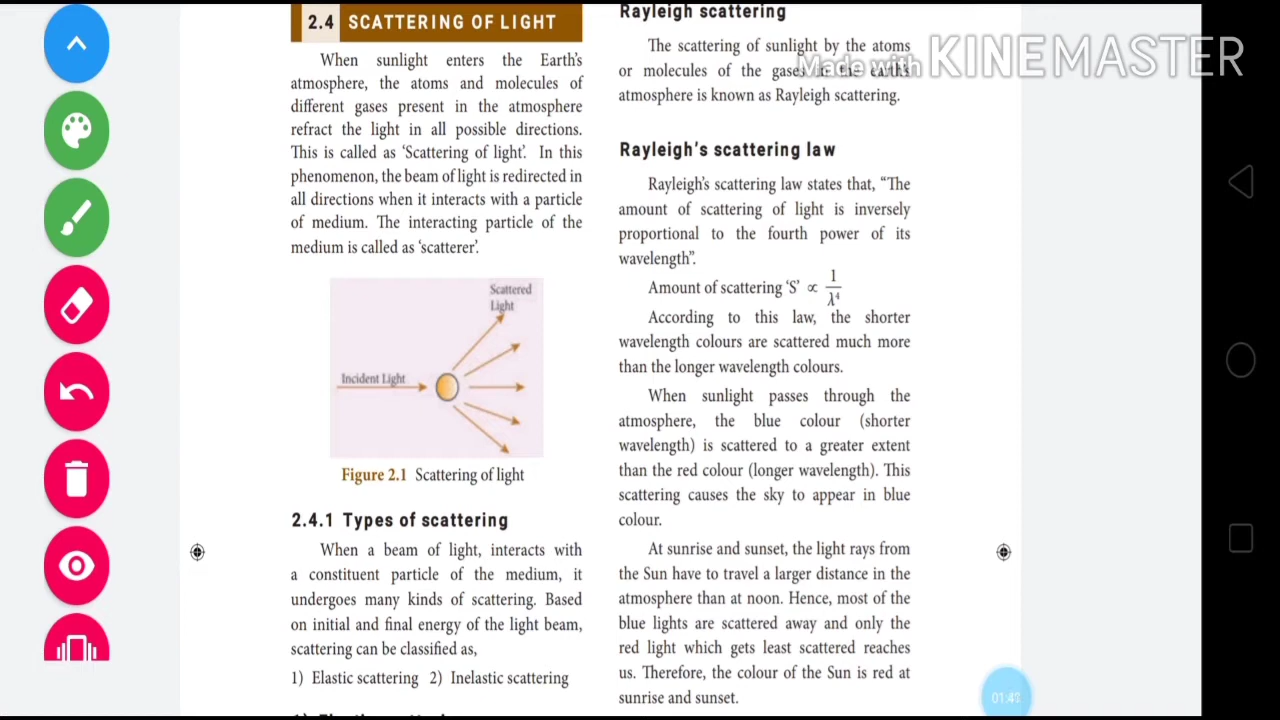 2.4 SCATTERING OF LIGHT
When sunlight enters the Earth's
atmosphere, the atoms and molecules of
different gases present in the atmosphere
refract the light in all possible directions.
This is called as 'Scattering of light'. In this
phenomenon, the beam of light is redirected in
all directions when it interacts with a particle
of medium. The interacting particle of the
medium is called as 'scatterer'.
Scattered
Light
Incident Light
Figure 2.1 Scattering of light
2.4.1 Types of scattering
When a beam of light, interacts with
a constituent particle of the medium, it
undergoes many kinds of scattering. Based
on initial and final energy of the light beam,
scattering can be classified as,
1) Elastic scattering 2) Inelastic scattering
Rayleigh scattering
The scattering of sunlight by the atoms
or molecules of the gases in the earth's
atmosphere is known as Rayleigh scattering.
Rayleigh's scattering law
Rayleigh's scattering law states that, "The
amount of scattering of light is inversely
proportional to the fourth power of its
wavelength".
Amount of scattering 'S' ∝ 1/λ⁴
According to this law, the shorter
wavelength colours are scattered much more
than the longer wavelength colours.
When sunlight passes through the
atmosphere, the blue colour (shorter
wavelength) is scattered to a greater extent
than the red colour (longer wavelength). This
scattering causes the sky to appear in blue
colour.
At sunrise and sunset, the light rays from
the Sun have to travel a larger distance in the
atmosphere than at noon. Hence, most of the
blue lights are scattered away and only the
red light which gets least scattered reaches
us. Therefore, the colour of the Sun is red at
sunrise and sunset.
Made with KINEMASTER